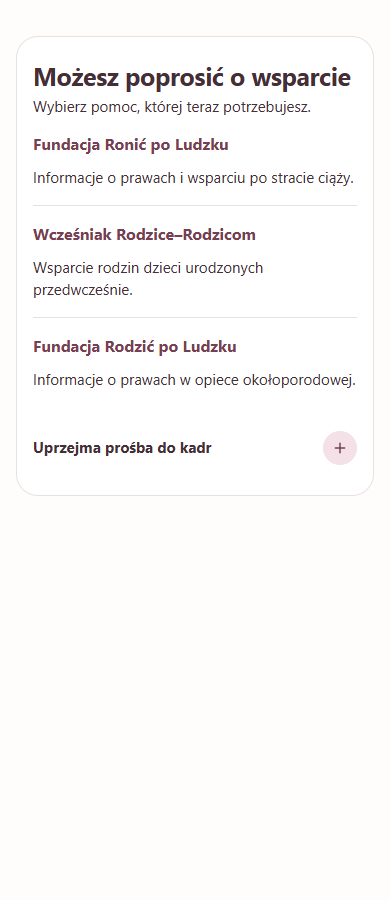 Możesz poprosić o wsparcie
Wybierz pomoc, której teraz potrzebujesz.
Fundacja Ronić po Ludzku
Informacje o prawach i wsparciu po stracie ciąży.
Wcześniak Rodzice–Rodzicom
Wsparcie rodzin dzieci urodzonych
przedwcześnie.
Fundacja Rodzić po Ludzku
Informacje o prawach w opiece okołoporodowej.
Uprzejma prośba do kadr
+